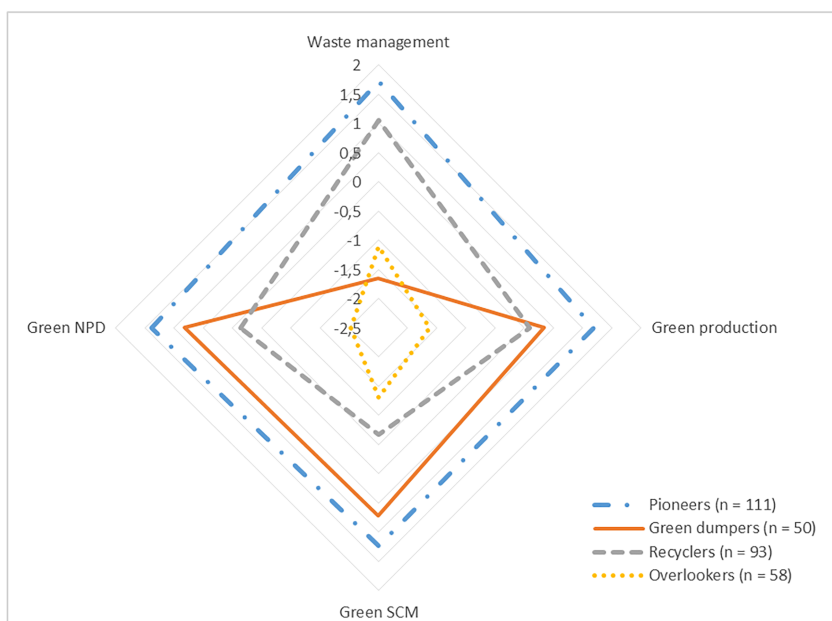 Waste management
2
1,5
1
0,5
0
-0,5
-1
-1,5
-2
-2,5
Green NPD
Green production
Green SCM
Pioneers (n = 111)
Green dumpers (n = 50)
Recyclers (n = 93)
Overlookers (n = 58)